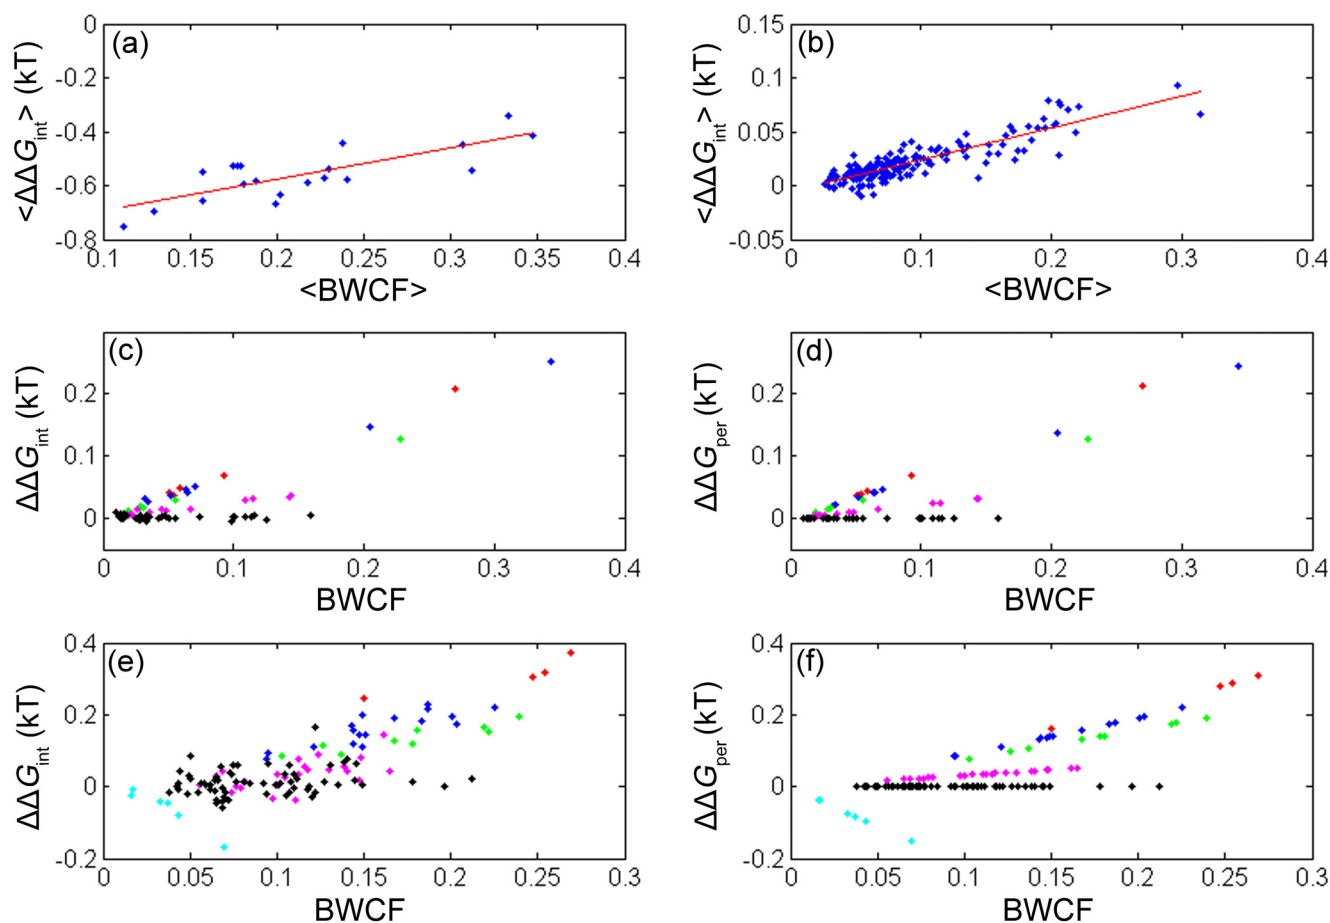 (a)
<ΔΔG_int> (kT)
0
-0.2
-0.4
-0.6
-0.8
0.1 0.15 0.2 0.25 0.3 0.35 0.4
<BWCF>
(b)
<ΔΔG_int> (kT)
0.15
0.10
0.05
0
-0.05
0 0.1 0.2 0.3 0.4
<BWCF>
(c)
ΔΔG_int (kT)
0.2
0.1
0
0 0.1 0.2 0.3 0.4
BWCF
(d)
ΔΔG_per (kT)
0.2
0.1
0
0 0.1 0.2 0.3 0.4
BWCF
(e)
ΔΔG_int (kT)
0.4
0.2
0
-0.2
0 0.05 0.1 0.15 0.2 0.25 0.3
BWCF
(f)
ΔΔG_per (kT)
0.4
0.2
0
-0.2
0 0.05 0.1 0.15 0.2 0.25 0.3
BWCF